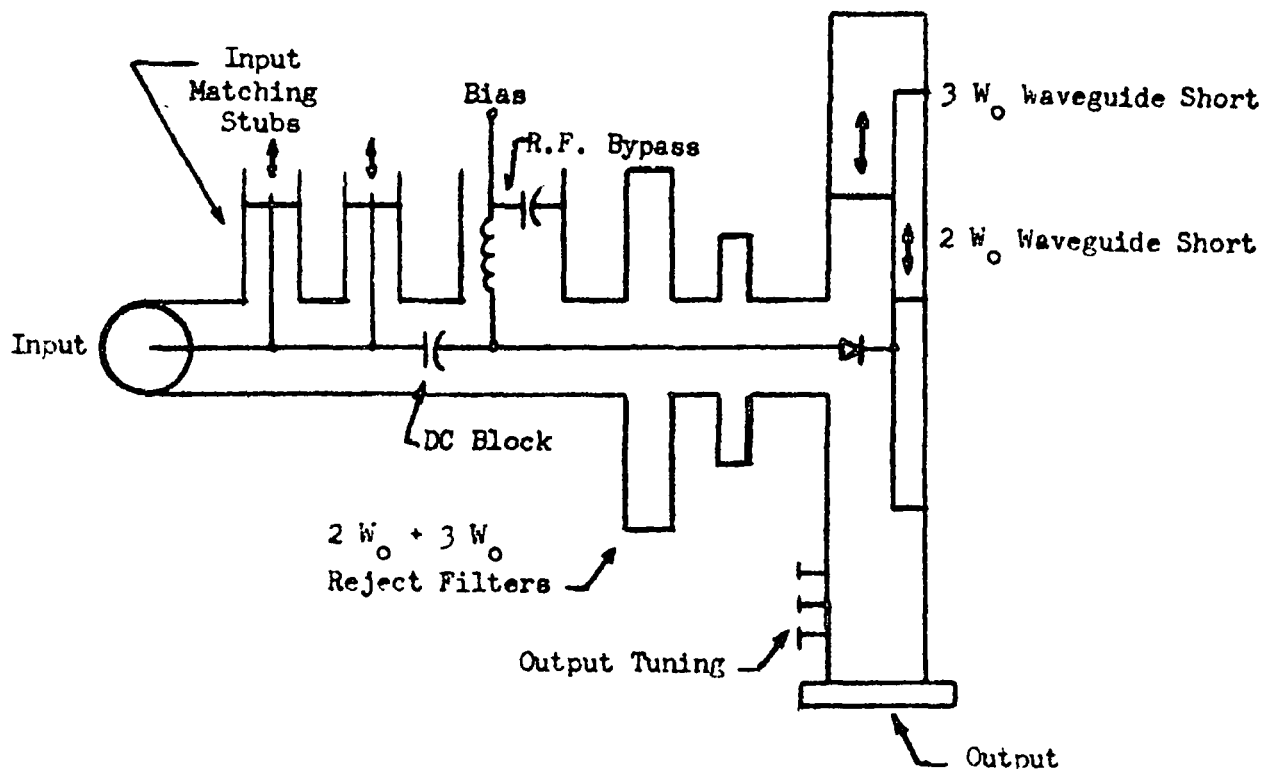 Input
Matching
Stubs
Bias
R.F. Bypass
3 Wo Waveguide Short
2 Wo Waveguide Short
Input
DC Block
2 Wo + 3 Wo
Reject Filters
Output Tuning
Output